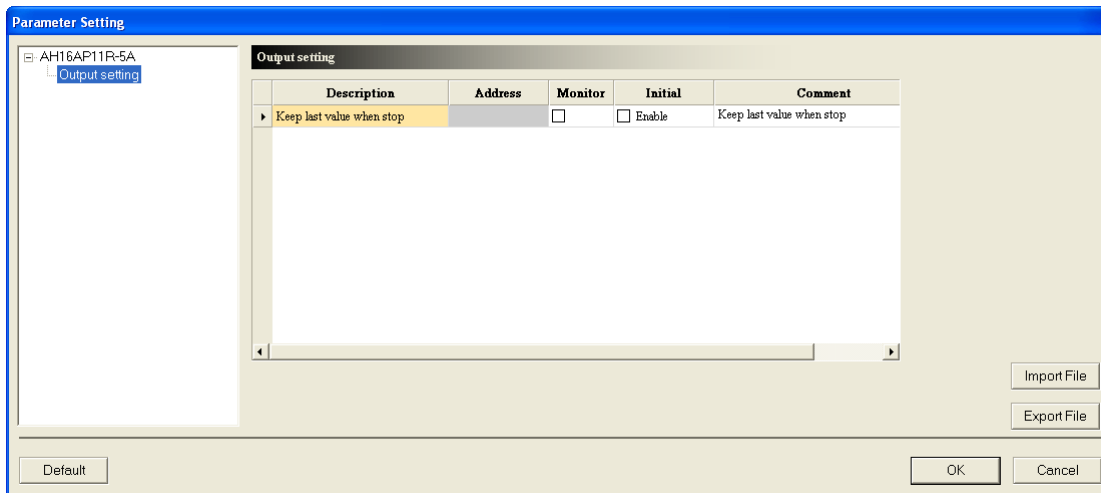 Parameter Setting
AH16AP11R-5A
Output setting
Output setting
Description Address Monitor Initial Comment
Keep last value when stop Enable Keep last value when stop
Import File
Export File
Default OK Cancel